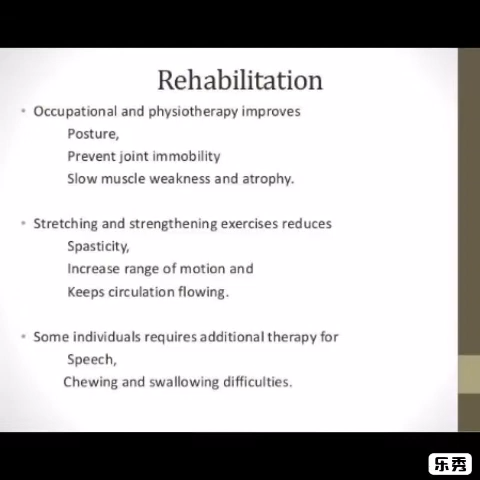 Rehabilitation
• Occupational and physiotherapy improves
Posture,
Prevent joint immobility
Slow muscle weakness and atrophy.
• Stretching and strengthening exercises reduces
Spasticity,
Increase range of motion and
Keeps circulation flowing.
• Some individuals requires additional therapy for
Speech,
Chewing and swallowing difficulties.
乐秀